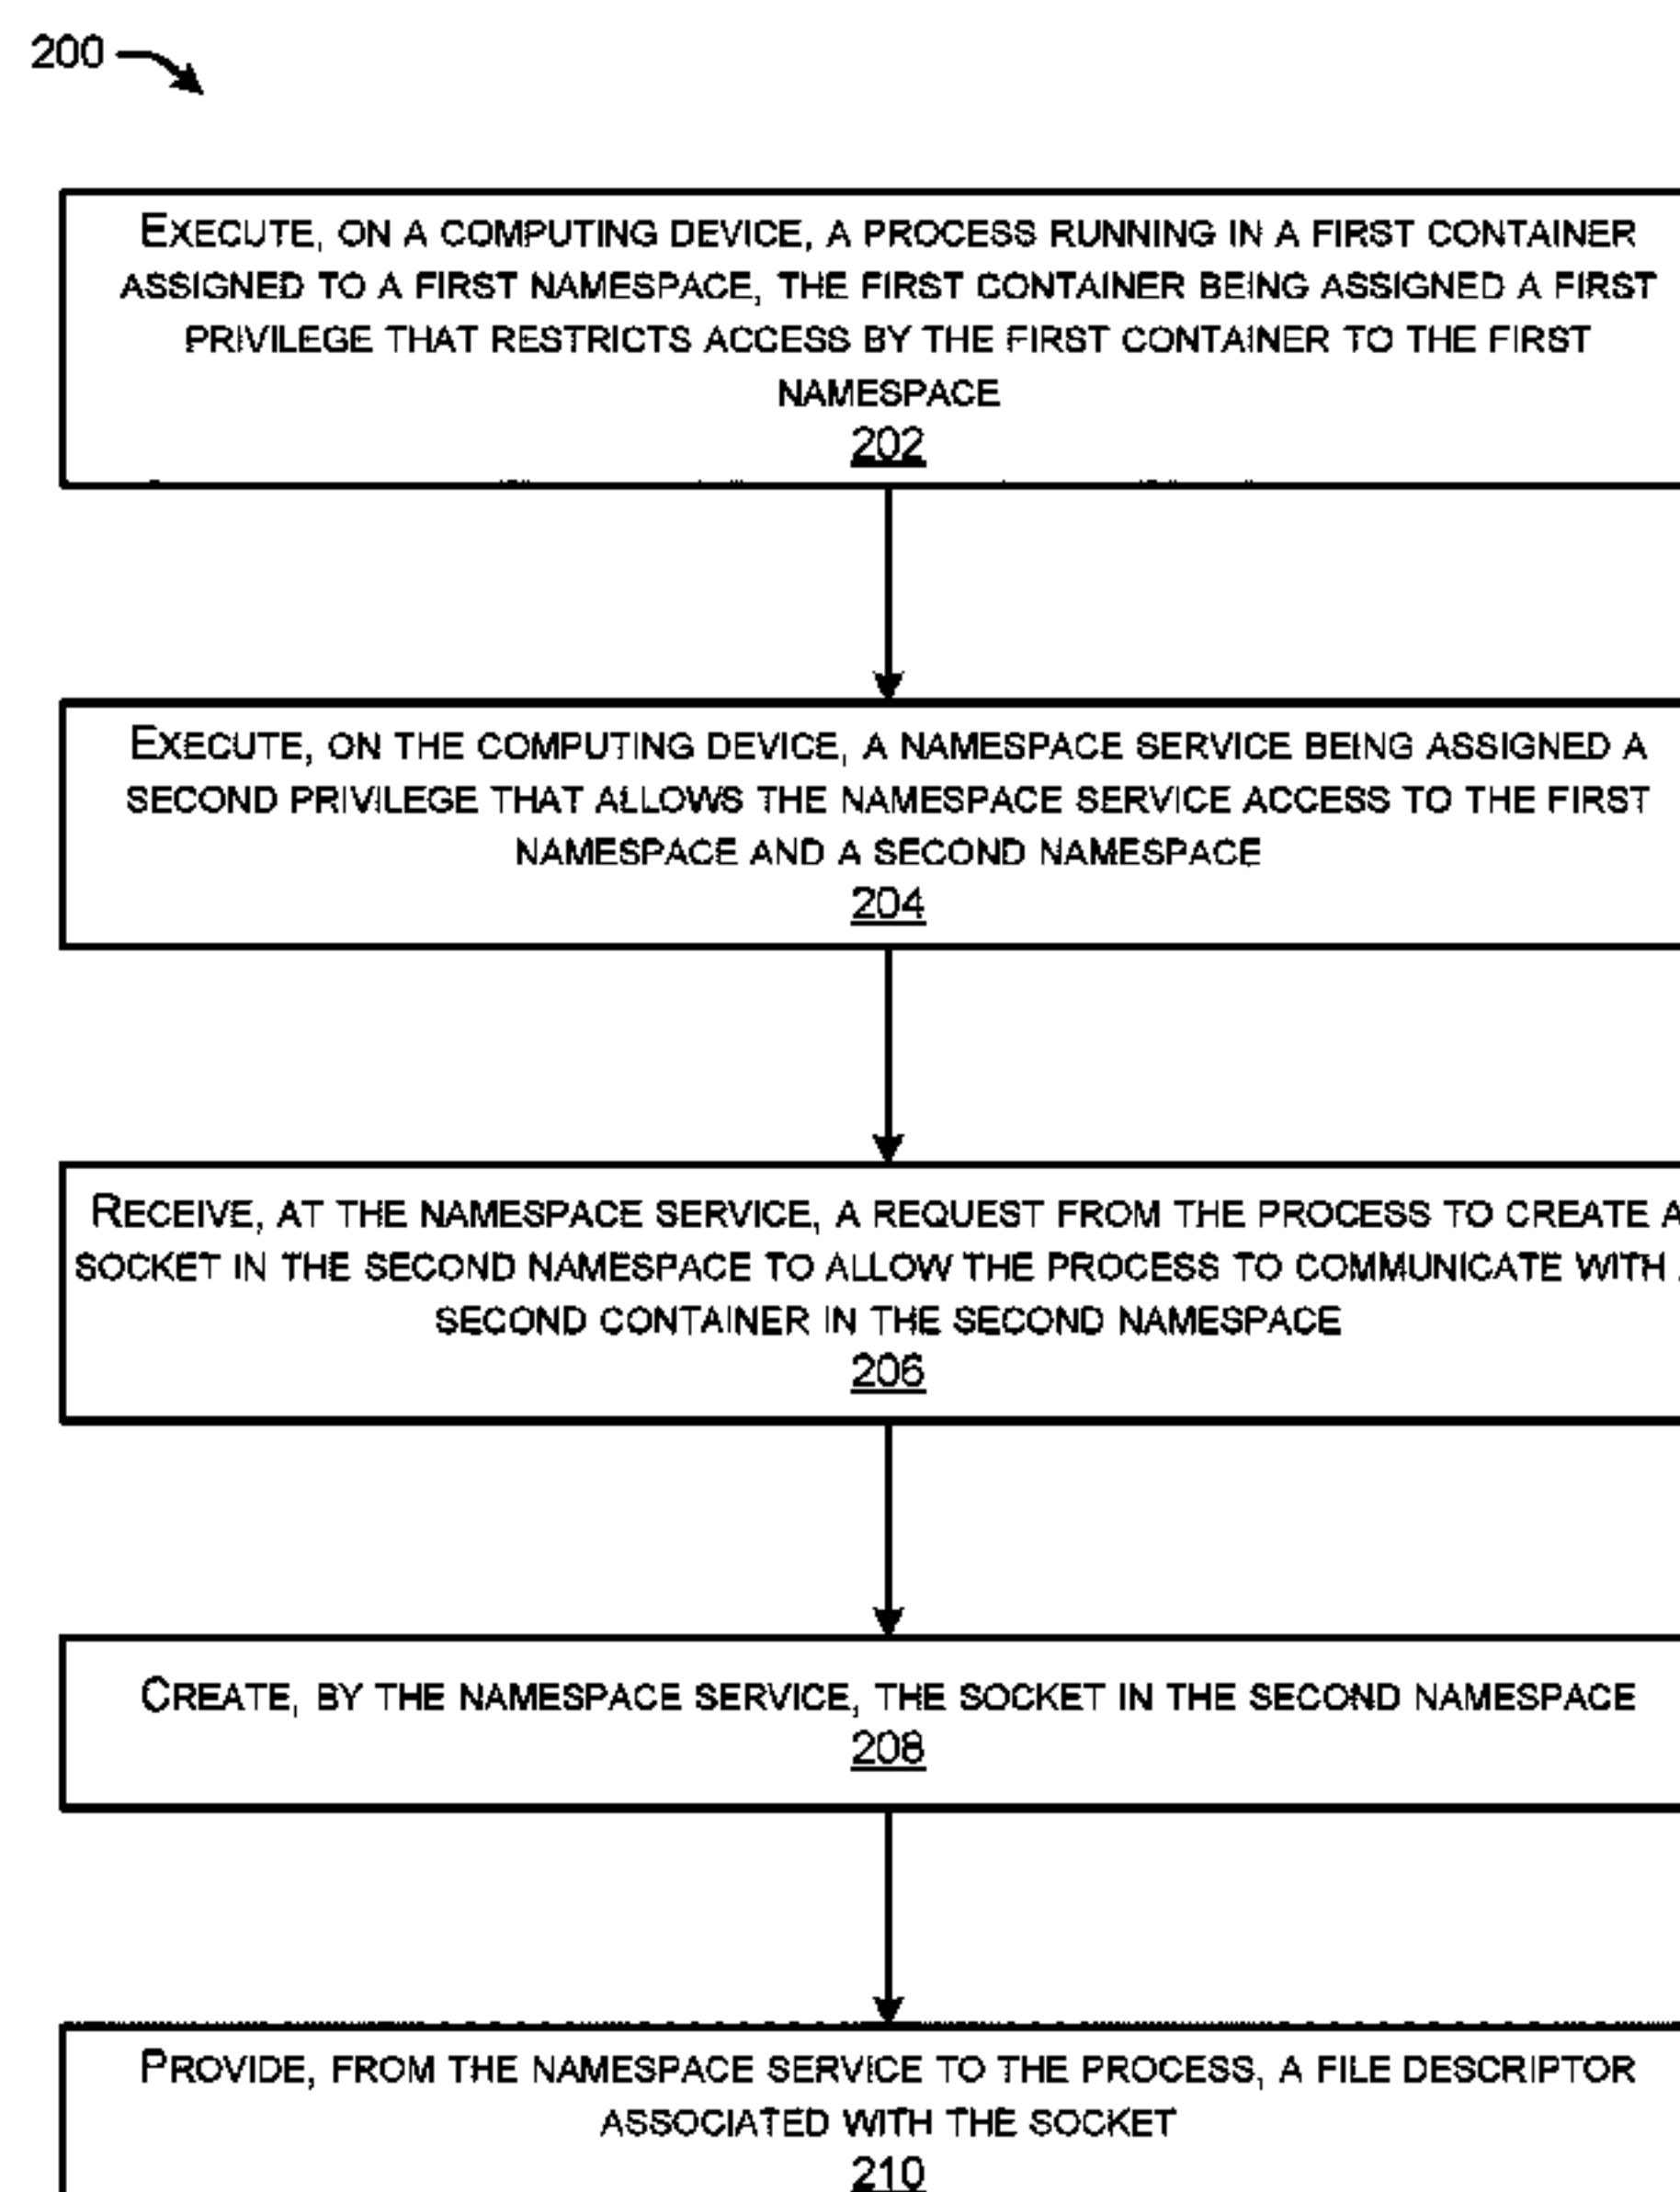 200
EXECUTE, ON A COMPUTING DEVICE, A PROCESS RUNNING IN A FIRST CONTAINER
ASSIGNED TO A FIRST NAMESPACE, THE FIRST CONTAINER BEING ASSIGNED A FIRST
PRIVILEGE THAT RESTRICTS ACCESS BY THE FIRST CONTAINER TO THE FIRST
NAMESPACE
202
EXECUTE, ON THE COMPUTING DEVICE, A NAMESPACE SERVICE BEING ASSIGNED A
SECOND PRIVILEGE THAT ALLOWS THE NAMESPACE SERVICE ACCESS TO THE FIRST
NAMESPACE AND A SECOND NAMESPACE
204
RECEIVE, AT THE NAMESPACE SERVICE, A REQUEST FROM THE PROCESS TO CREATE A
SOCKET IN THE SECOND NAMESPACE TO ALLOW THE PROCESS TO COMMUNICATE WITH
SECOND CONTAINER IN THE SECOND NAMESPACE
206
CREATE, BY THE NAMESPACE SERVICE, THE SOCKET IN THE SECOND NAMESPACE
208
PROVIDE, FROM THE NAMESPACE SERVICE TO THE PROCESS, A FILE DESCRIPTOR
ASSOCIATED WITH THE SOCKET
210